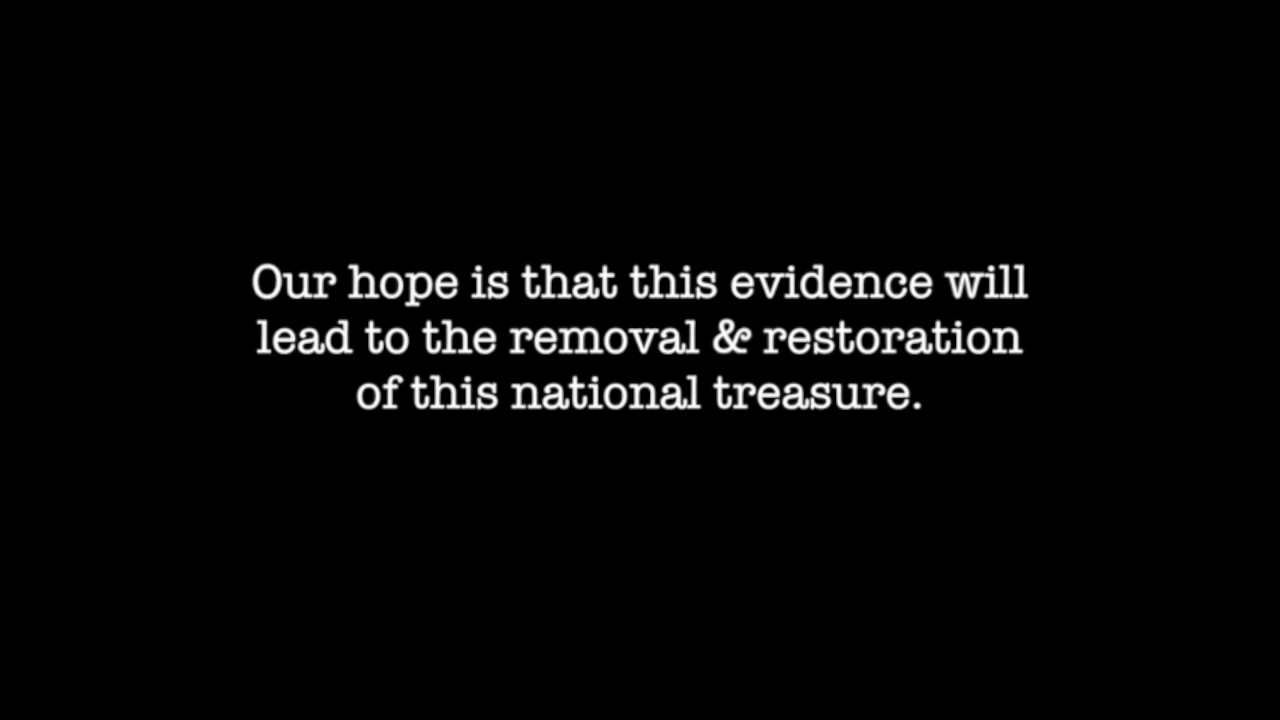 Our hope is that this evidence will
lead to the removal & restoration
of this national treasure.